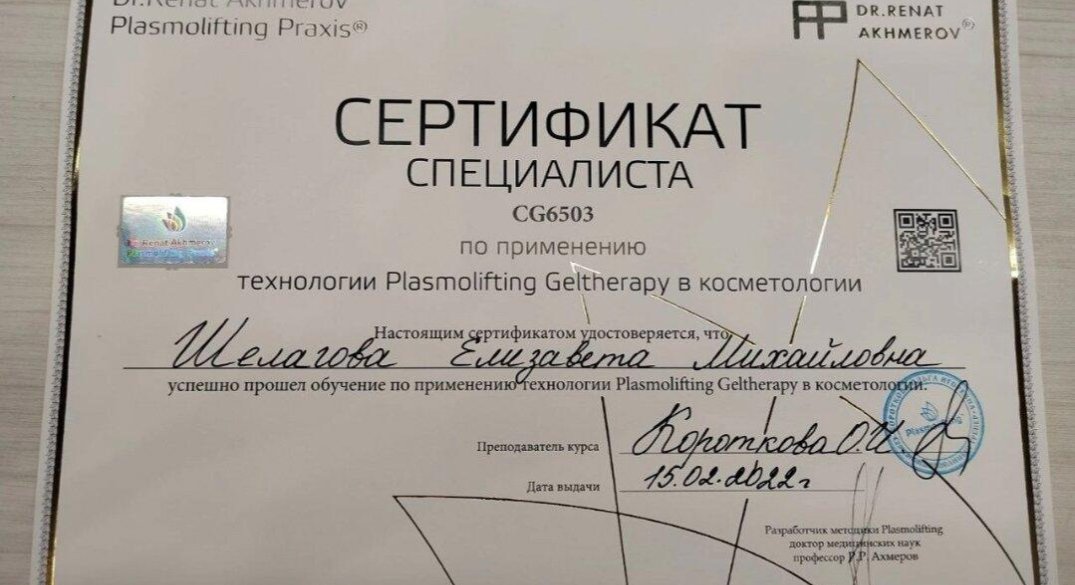 Dr.Renat Akhmerov
Plasmolifting Praxis®
DR.RENAT
AKHMEROV®
СЕРТИФИКАТ
СПЕЦИАЛИСТА
CG6503
по применению
технологии Plasmolifting Geltherapy в косметологии
Настоящим сертификатом удостоверяется, что
Шелагова Елизавета Михайловна
успешно прошел обучение по применению технологии Plasmolifting Geltherapy в косметологии.
Преподаватель курса Короткова О.И.
Дата выдачи 15.02.2022г
Разработчик методики Plasmolifting
доктор медицинских наук
профессор Р.Р. Ахмеров